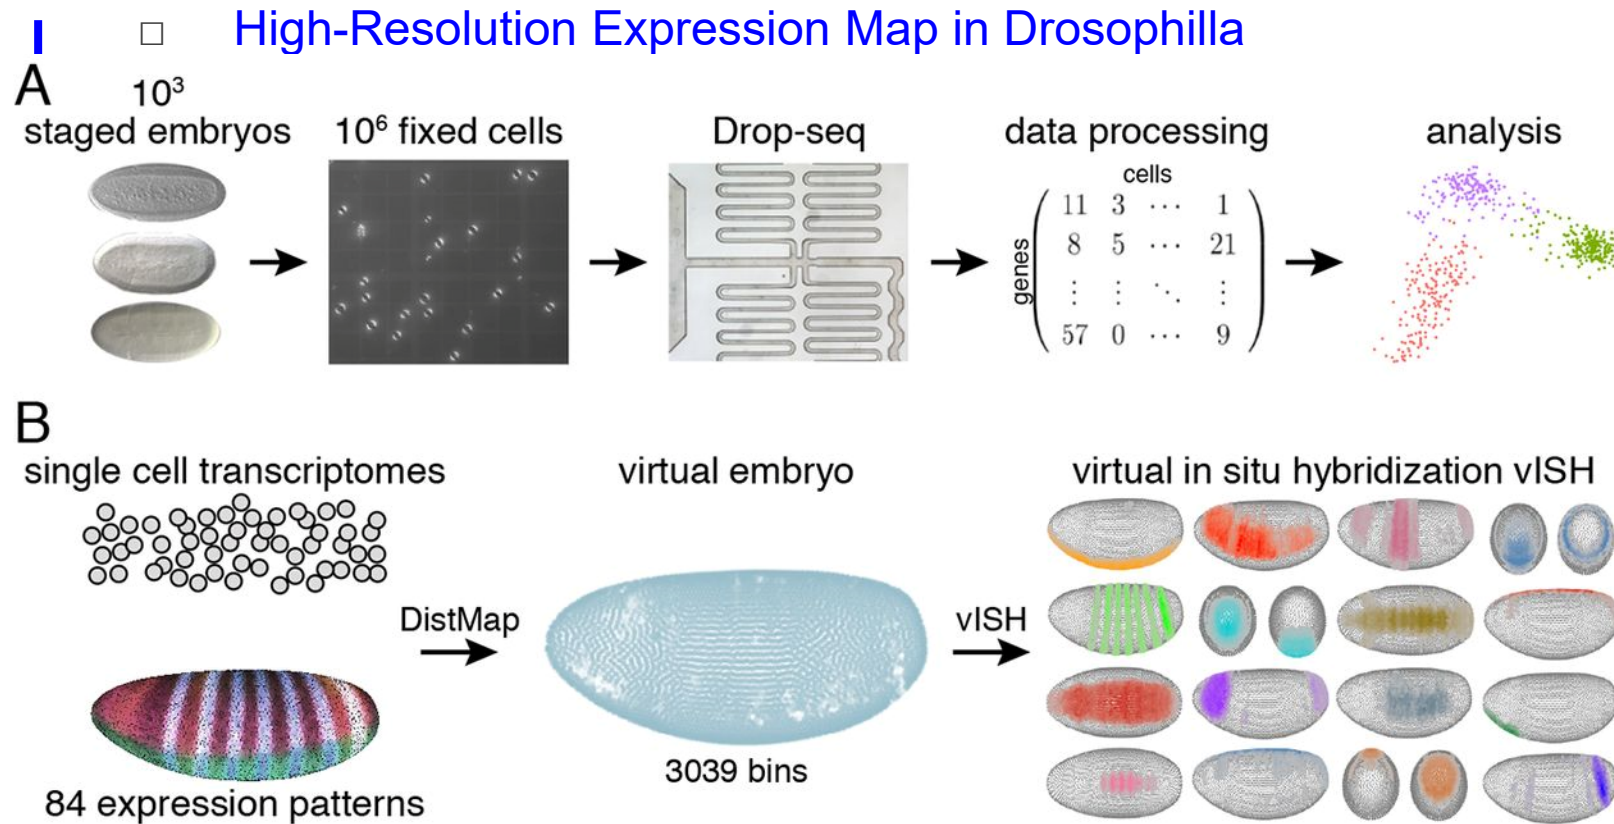 High-Resolution Expression Map in Drosophilla
A
10³
staged embryos
10⁶ fixed cells
Drop-seq
data processing
analysis
cells
genes
11 3 ⋯ 1
8 5 ⋯ 21
⋮ ⋮ ⋱ ⋮
57 0 ⋯ 9
B
single cell transcriptomes
virtual embryo
virtual in situ hybridization vISH
DistMap
vISH
3039 bins
84 expression patterns